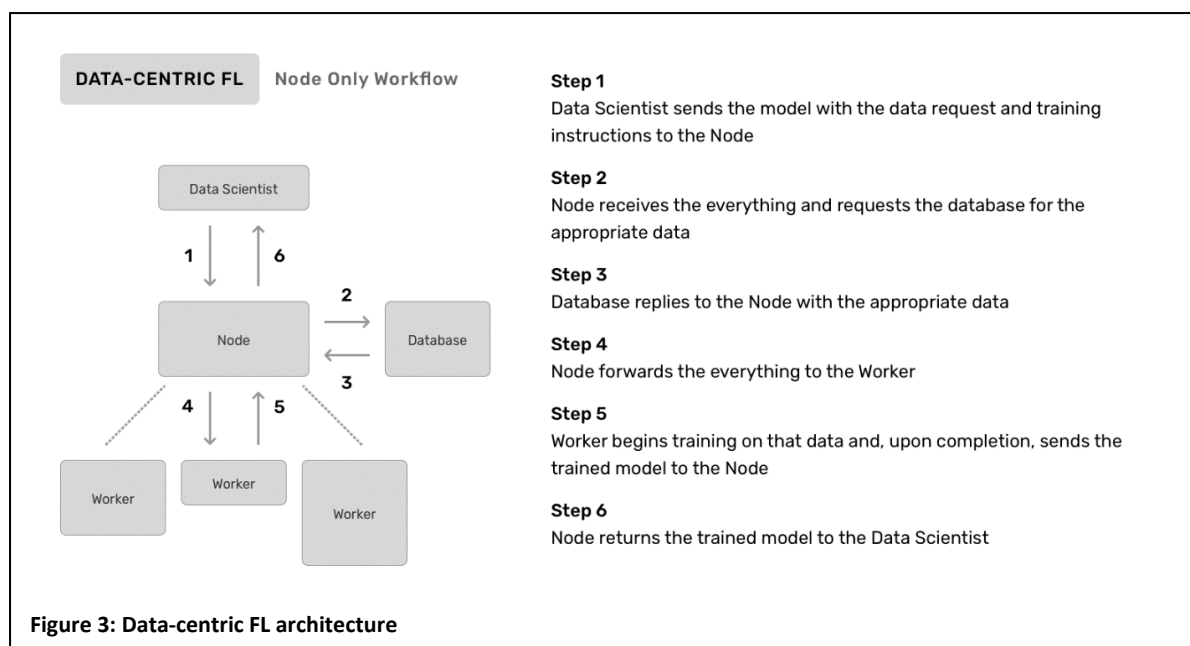 DATA-CENTRIC FL
Node Only Workflow
Data Scientist
1
6
Node
2
3
Database
4
5
Worker
Worker
Worker
Step 1
Data Scientist sends the model with the data request and training
instructions to the Node
Step 2
Node receives the everything and requests the database for the
appropriate data
Step 3
Database replies to the Node with the appropriate data
Step 4
Node forwards the everything to the Worker
Step 5
Worker begins training on that data and, upon completion, sends the
trained model to the Node
Step 6
Node returns the trained model to the Data Scientist
Figure 3: Data-centric FL architecture